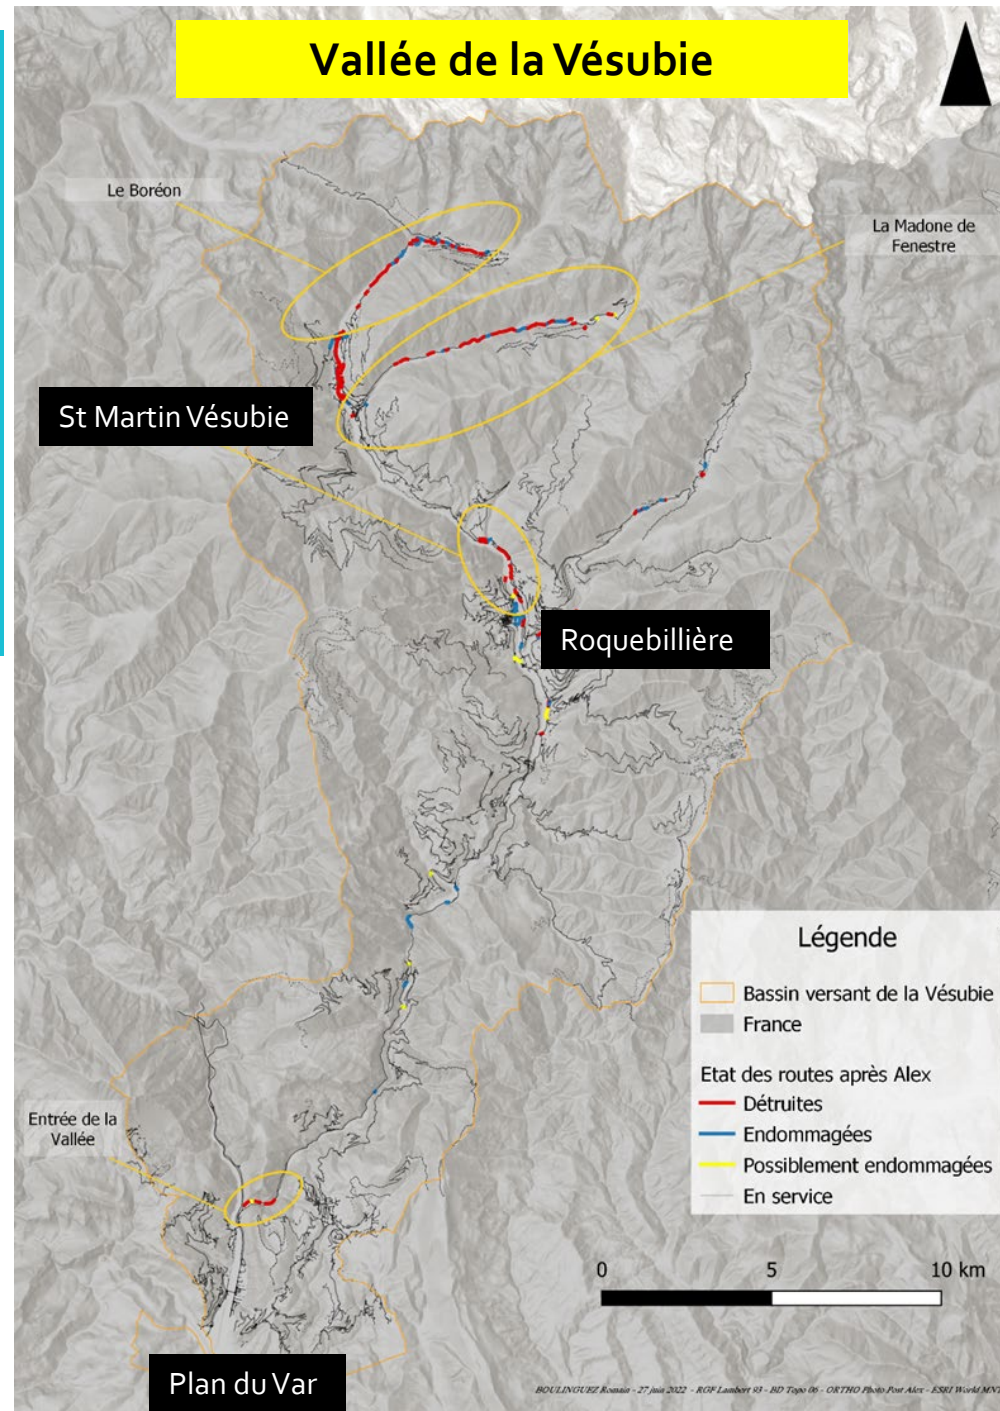 Vallée de la Vésubie
Le Boréon
La Madone de
Fenestre
St Martin Vésubie
Roquebillière
Légende
Bassin versant de la Vésubie
France
Etat des routes après Alex
Détruites
Endommagées
Possiblement endommagées
En service
Entrée de la
Vallée
0 5 10 km
Plan du Var
BOULINGUEZ Romain - 27 juin 2022 - RGF Lambert 93 - BD Topo 06 - ORTHO Photo Post Alex - ESRI World MNT